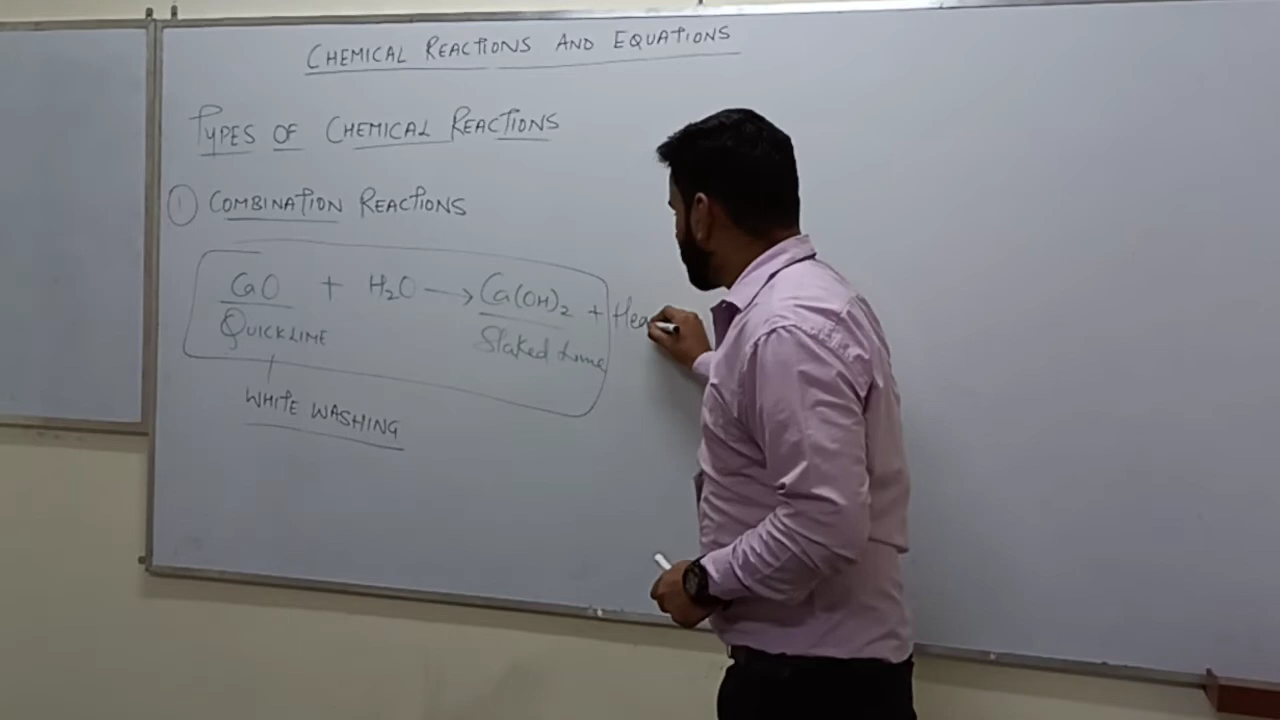 CHEMICAL REACTIONS AND EQUATIONS
TYPES OF CHEMICAL REACTIONS
① COMBINATION REACTIONS
CaO + H₂O → Ca(OH)₂ + Hea
QUICKLIME Slaked Lime
WHITE WASHING